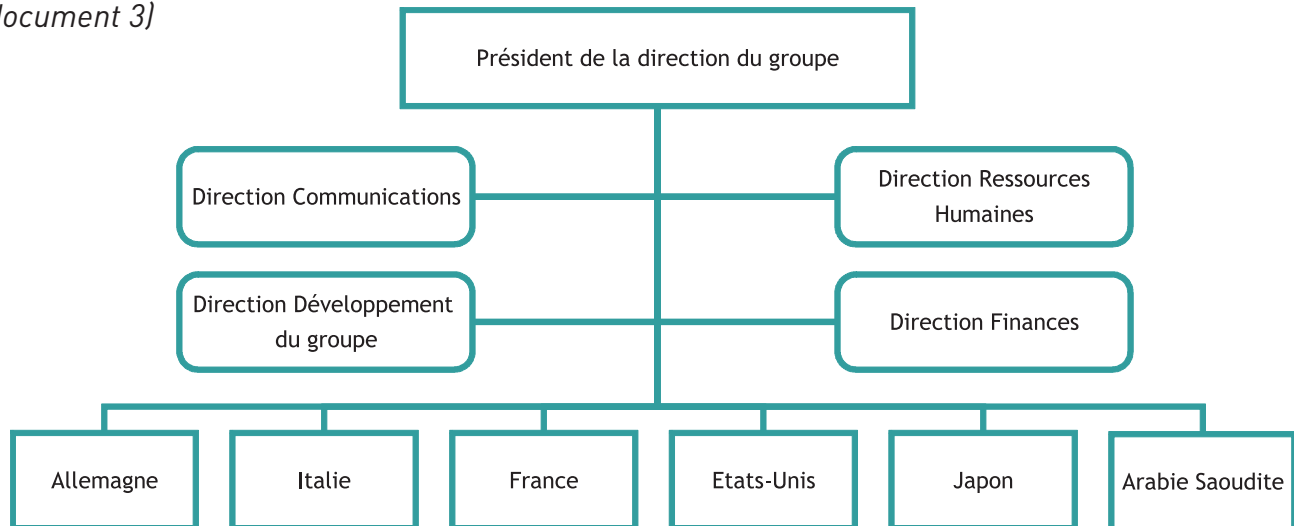 document 3)
Président de la direction du groupe
Direction Communications
Direction Ressources
Humaines
Direction Développement
du groupe
Direction Finances
Allemagne
Italie
France
Etats-Unis
Japon
Arabie Saoudite